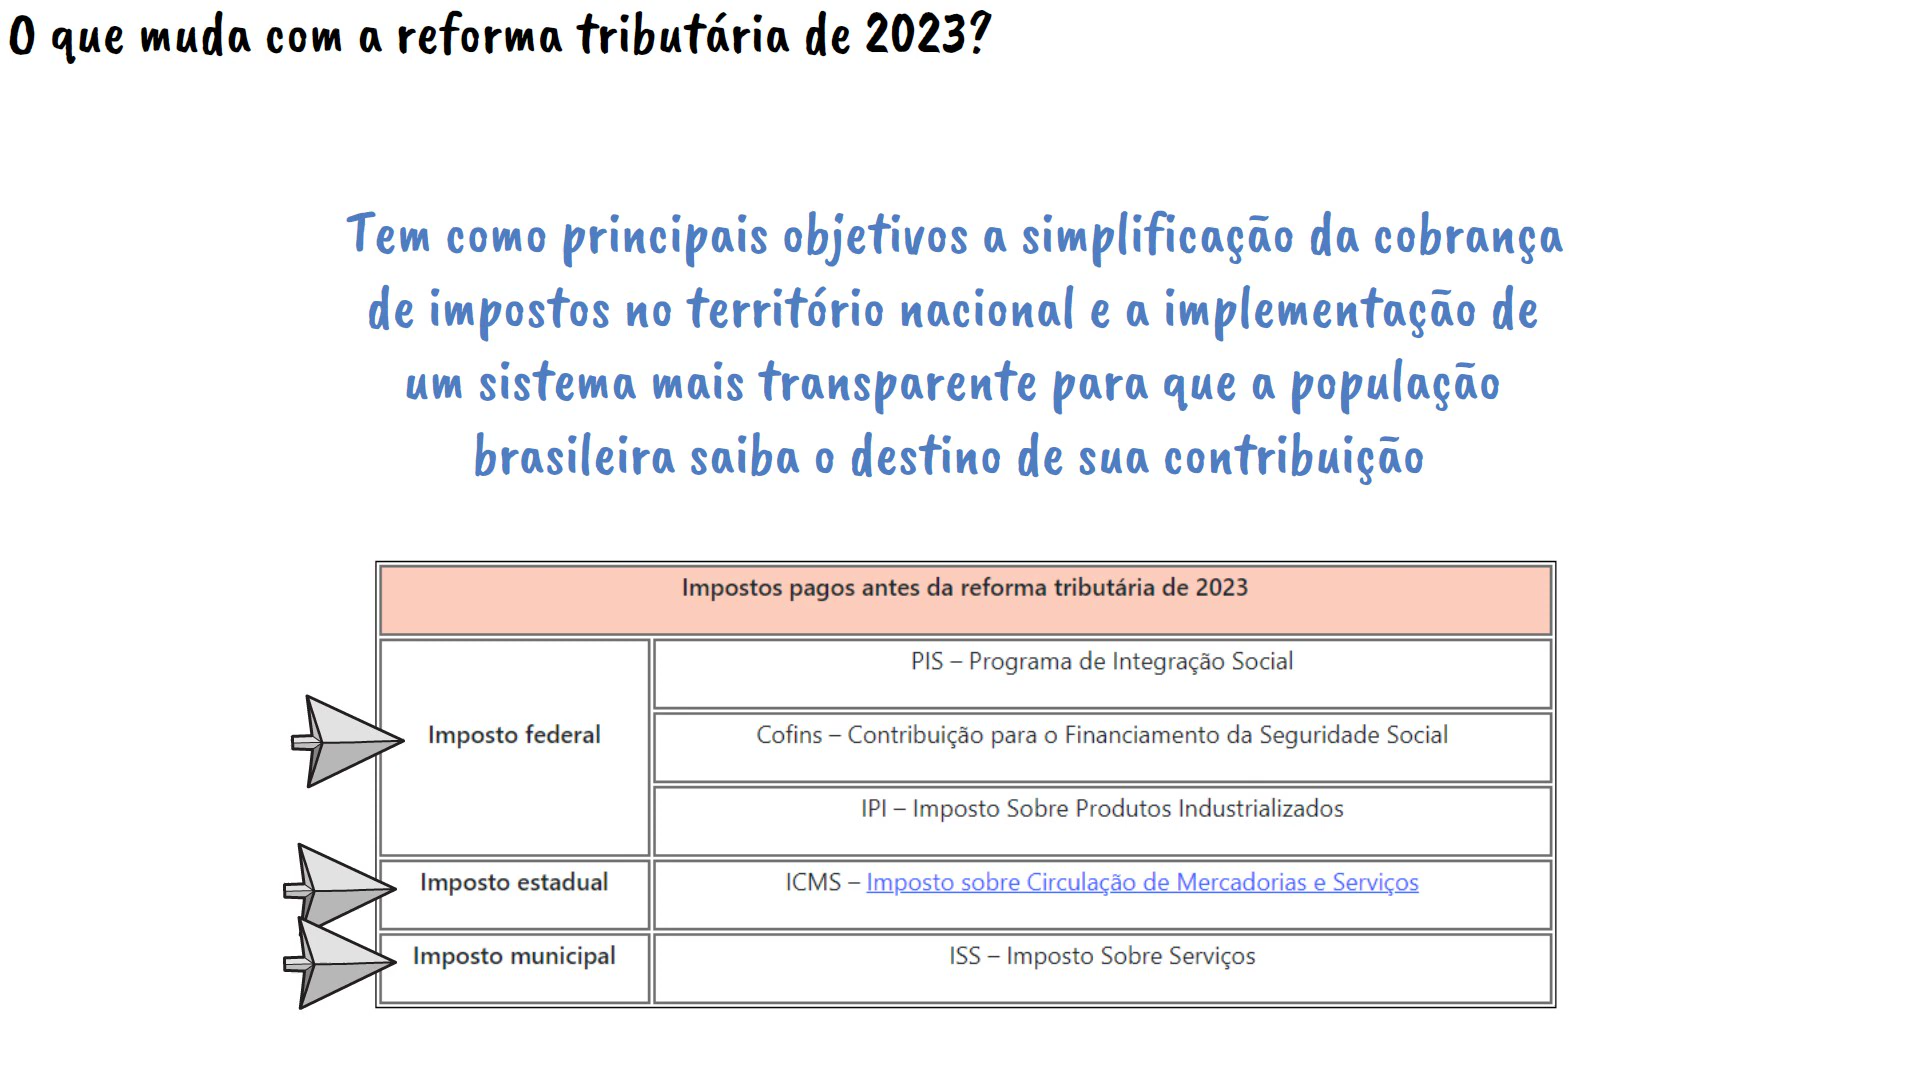 O que muda com a reforma tributária de 2023?
Tem como principais objetivos a simplificação da cobrança
de impostos no território nacional e a implementação de
um sistema mais transparente para que a população
brasileira saiba o destino de sua contribuição
Impostos pagos antes da reforma tributária de 2023
Imposto federal
PIS – Programa de Integração Social
Cofins – Contribuição para o Financiamento da Seguridade Social
IPI – Imposto Sobre Produtos Industrializados
Imposto estadual
ICMS – Imposto sobre Circulação de Mercadorias e Serviços
Imposto municipal
ISS – Imposto Sobre Serviços